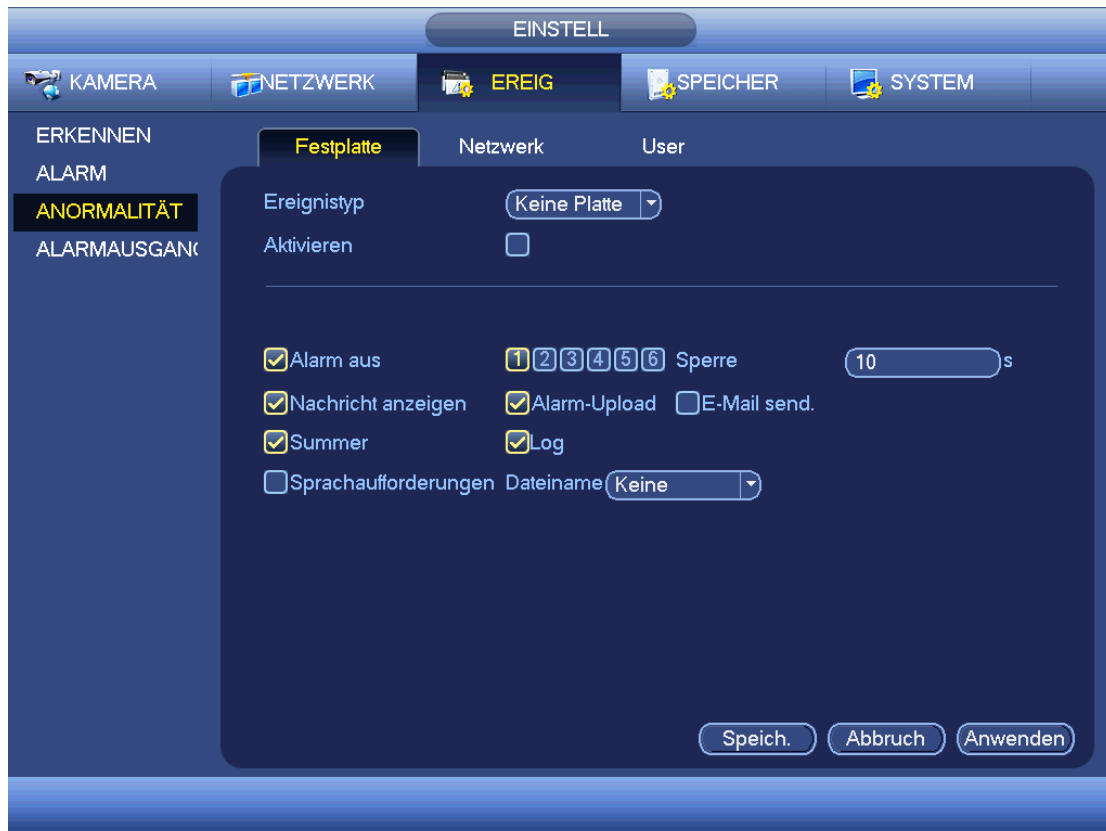 EINSTELL
KAMERA NETZWERK EREIG SPEICHER SYSTEM
ERKENNEN
ALARM
ANORMALITÄT
ALARMAUSGANG
Festplatte Netzwerk User
Ereignistyp Keine Platte
Aktivieren
Alarm aus 1 2 3 4 5 6 Sperre 10 s
Nachricht anzeigen Alarm-Upload E-Mail send.
Summer Log
Sprachaufforderungen Dateiname Keine
Speich. Abbruch Anwenden